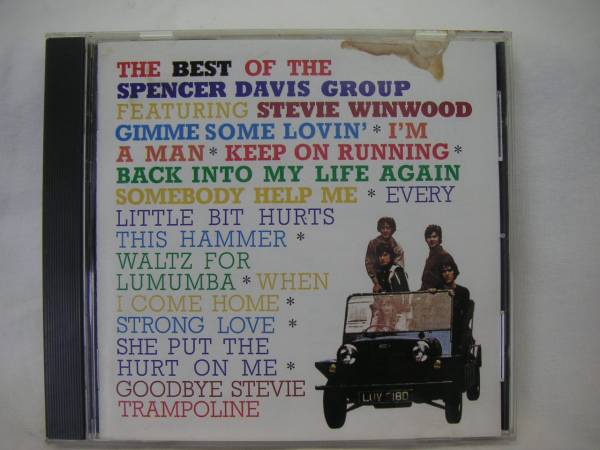 THE BEST OF THE
SPENCER DAVIS GROUP
FEATURING STEVIE WINWOOD
GIMME SOME LOVIN' * I'M
A MAN * KEEP ON RUNNING *
BACK INTO MY LIFE AGAIN
SOMEBODY HELP ME * EVERY
LITTLE BIT HURTS
THIS HAMMER *
WALTZ FOR
LUMUMBA * WHEN
I COME HOME *
STRONG LOVE *
SHE PUT THE
HURT ON ME *
GOODBYE STEVIE
TRAMPOLINE